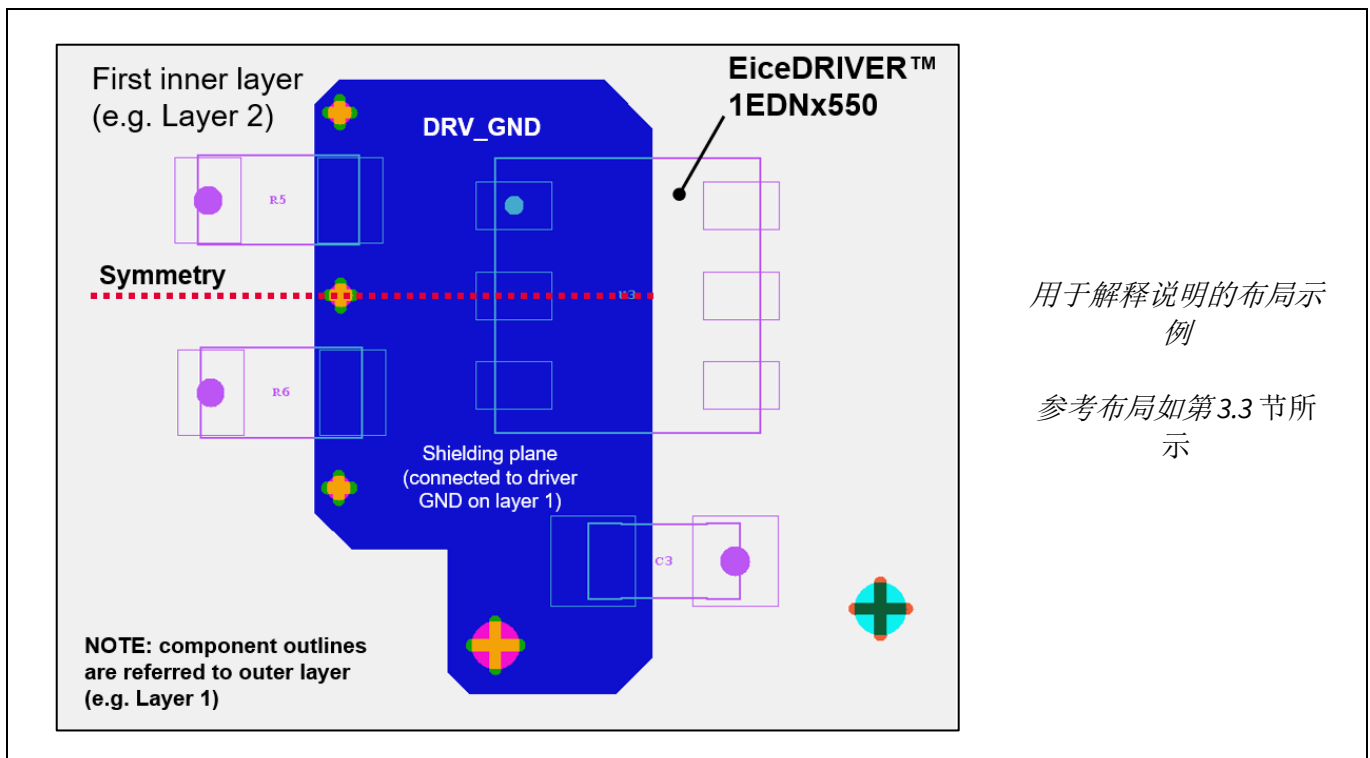 First inner layer
(e.g. Layer 2)
EiceDRIVER™
1EDNx550
DRV_GND
R5
Symmetry
R6
Shielding plane
(connected to driver
GND on layer 1)
C3
NOTE: component outlines
are referred to outer layer
(e.g. Layer 1)
用于解释说明的布局示
例
参考布局如第 3.3 节所
示